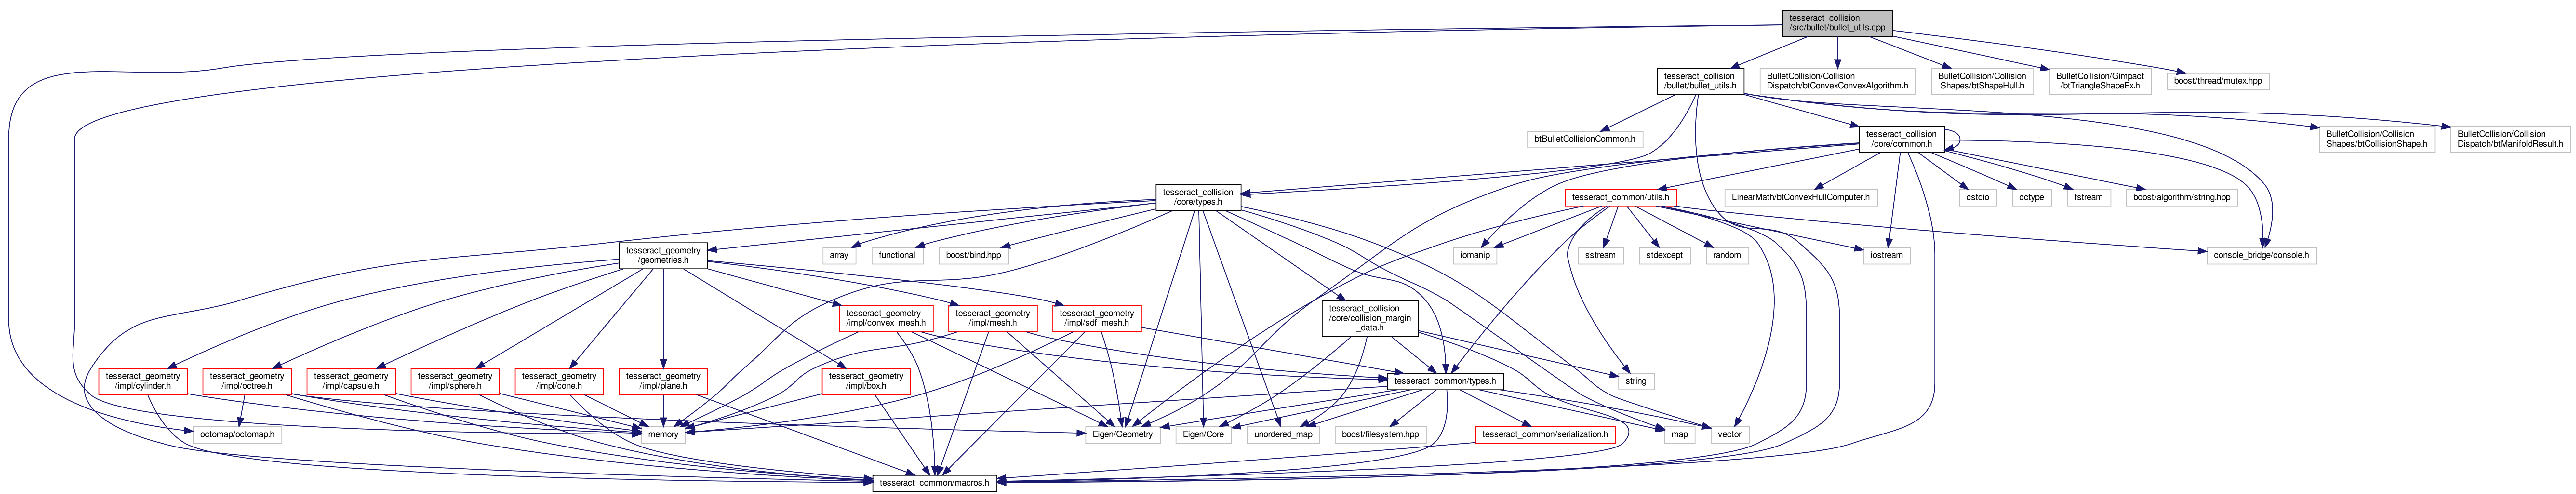 tesseract_collision
/src/bullet/bullet_utils.cpp
tesseract_collision
/bullet/bullet_utils.h
BulletCollision/Collision
Dispatch/btConvexConvexAlgorithm.h
BulletCollision/Collision
Shapes/btShapeHull.h
BulletCollision/Gimpact
/btTriangleShapeEx.h
boost/thread/mutex.hpp
btBulletCollisionCommon.h
tesseract_collision
/core/common.h
BulletCollision/Collision
Shapes/btCollisionShape.h
BulletCollision/Collision
Dispatch/btManifoldResult.h
tesseract_collision
/core/types.h
tesseract_common/utils.h
LinearMath/btConvexHullComputer.h
cstdio
cctype
fstream
boost/algorithm/string.hpp
tesseract_geometry
/geometries.h
array
functional
boost/bind.hpp
iomanip
sstream
stdexcept
random
iostream
console_bridge/console.h
tesseract_geometry
/impl/convex_mesh.h
tesseract_geometry
/impl/mesh.h
tesseract_geometry
/impl/sdf_mesh.h
tesseract_collision
/core/collision_margin
_data.h
tesseract_geometry
/impl/cylinder.h
tesseract_geometry
/impl/octree.h
tesseract_geometry
/impl/capsule.h
tesseract_geometry
/impl/sphere.h
tesseract_geometry
/impl/cone.h
tesseract_geometry
/impl/plane.h
tesseract_geometry
/impl/box.h
tesseract_common/types.h
string
octomap/octomap.h
memory
Eigen/Geometry
Eigen/Core
unordered_map
boost/filesystem.hpp
tesseract_common/serialization.h
map
vector
tesseract_common/macros.h